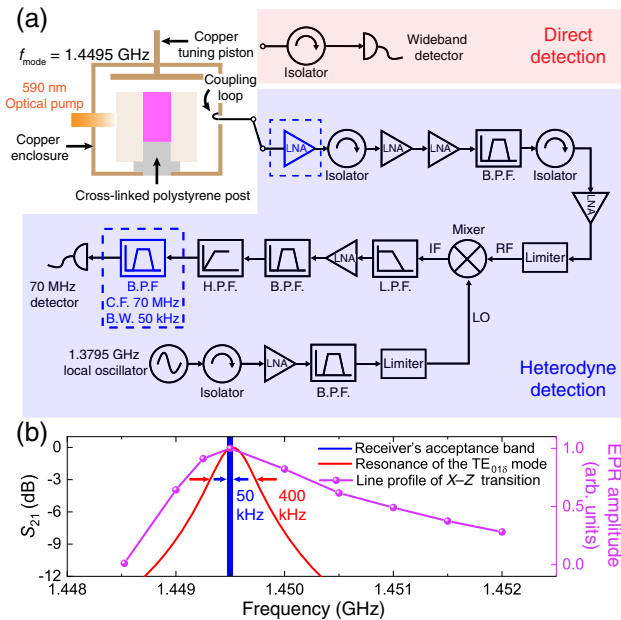 (a)
Copper
tuning piston
f_mode = 1.4495 GHz
590 nm
Optical pump
Copper
enclosure
Coupling
loop
Cross-linked polystyrene post
Isolator
Wideband
detector
Direct
detection
LNA
Isolator
LNA
LNA
B.P.F.
Isolator
LNA
Limiter
RF
Mixer
IF
L.P.F.
LNA
B.P.F.
H.P.F.
B.P.F
C.F. 70 MHz
B.W. 50 kHz
70 MHz
detector
LO
1.3795 GHz
local oscillator
Isolator
LNA
B.P.F.
Limiter
Heterodyne
detection
(b)
Receiver's acceptance band
Resonance of the TE01δ mode
Line profile of X–Z transition
50
kHz
400
kHz
S21 (dB)
0
-3
-6
-9
-12
1.448
1.449
1.450
1.451
1.452
Frequency (GHz)
1.0
0.5
0.0
EPR amplitude
(arb. units)